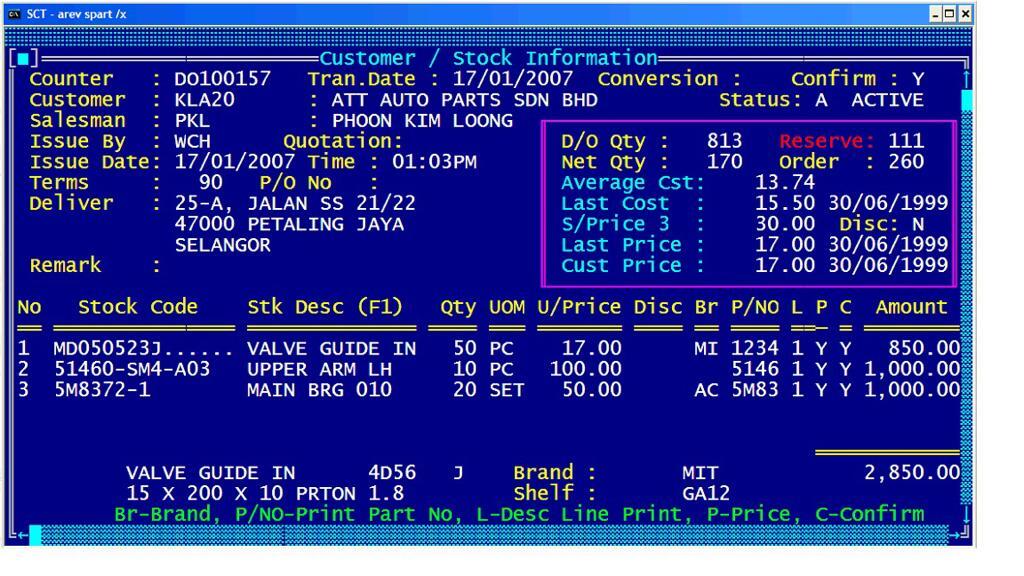 SCT - arev spart /x
Customer / Stock Information
Counter : DO100157 Tran.Date : 17/01/2007 Conversion : Confirm : Y
Customer : KLA20 : ATT AUTO PARTS SDN BHD Status: A ACTIVE
Salesman : PKL : PHOON KIM LOONG
Issue By : WCH Quotation: D/O Qty : 813 Reserve: 111
Issue Date: 17/01/2007 Time : 01:03PM Net Qty : 170 Order : 260
Terms : 90 P/O No : Average Cst: 13.74
Deliver : 25-A, JALAN SS 21/22 Last Cost : 15.50 30/06/1999
47000 PETALING JAYA S/Price 3 : 30.00 Disc: N
SELANGOR Last Price : 17.00 30/06/1999
Remark : Cust Price : 17.00 30/06/1999
No Stock Code Stk Desc (F1) Qty UOM U/Price Disc Br P/NO L P C Amount
1 MD050523J...... VALVE GUIDE IN 50 PC 17.00 MI 1234 1 Y Y 850.00
2 51460-SM4-A03 UPPER ARM LH 10 PC 100.00 5146 1 Y Y 1,000.00
3 5M8372-1 MAIN BRG 010 20 SET 50.00 AC 5M83 1 Y Y 1,000.00
VALVE GUIDE IN 4D56 J Brand : MIT 2,850.00
15 X 200 X 10 PRTON 1.8 Shelf : GA12
Br-Brand, P/NO-Print Part No, L-Desc Line Print, P-Price, C-Confirm